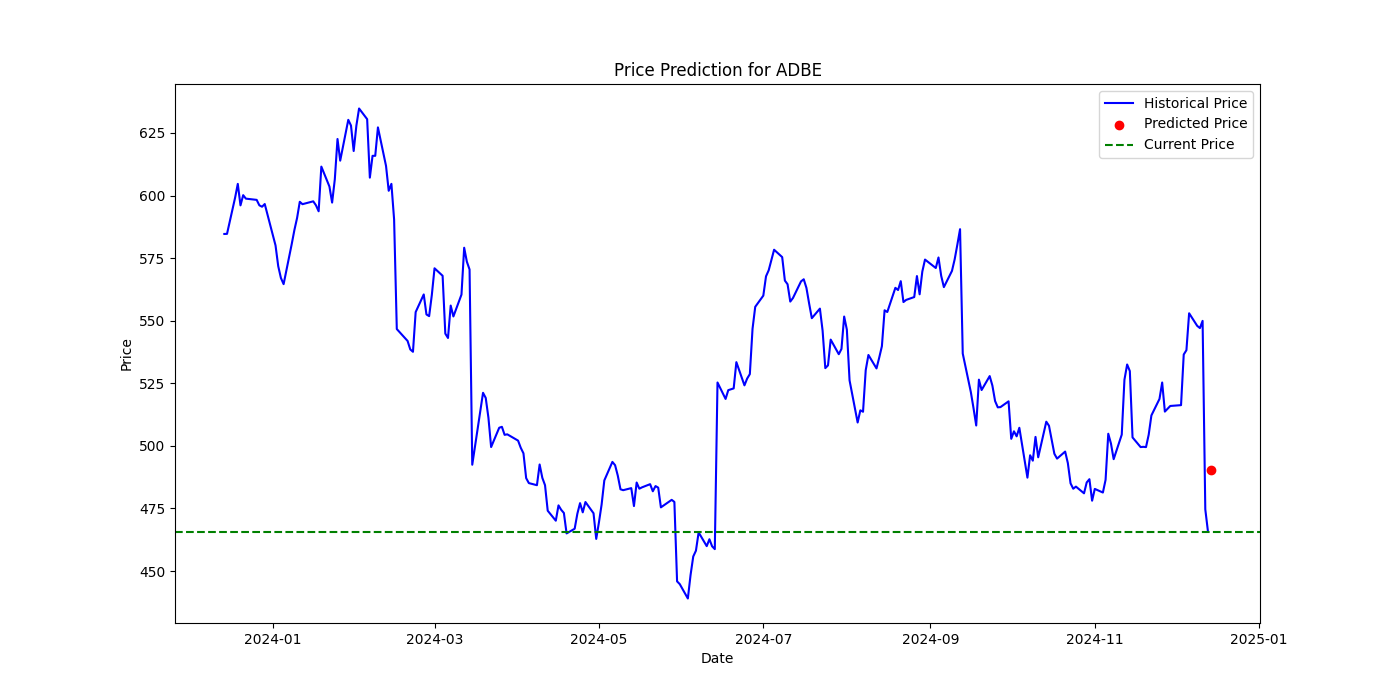 Price Prediction for ADBE
Historical Price
Predicted Price
Current Price
Price
625
600
575
550
525
500
475
450
2024-01
2024-03
2024-05
2024-07
2024-09
2024-11
2025-01
Date